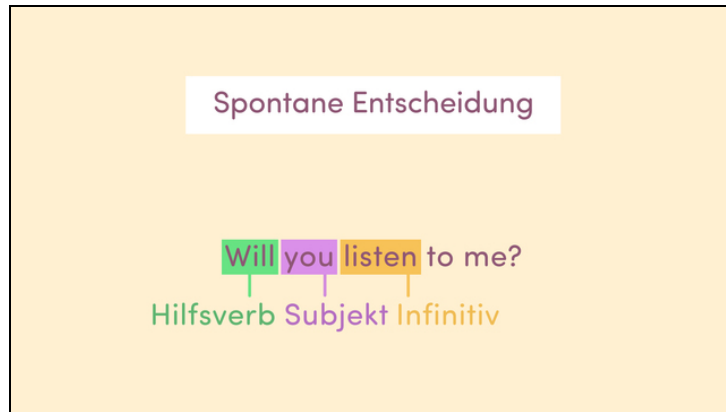 Spontane Entscheidung
Will you listen to me?
Hilfsverb Subjekt Infinitiv